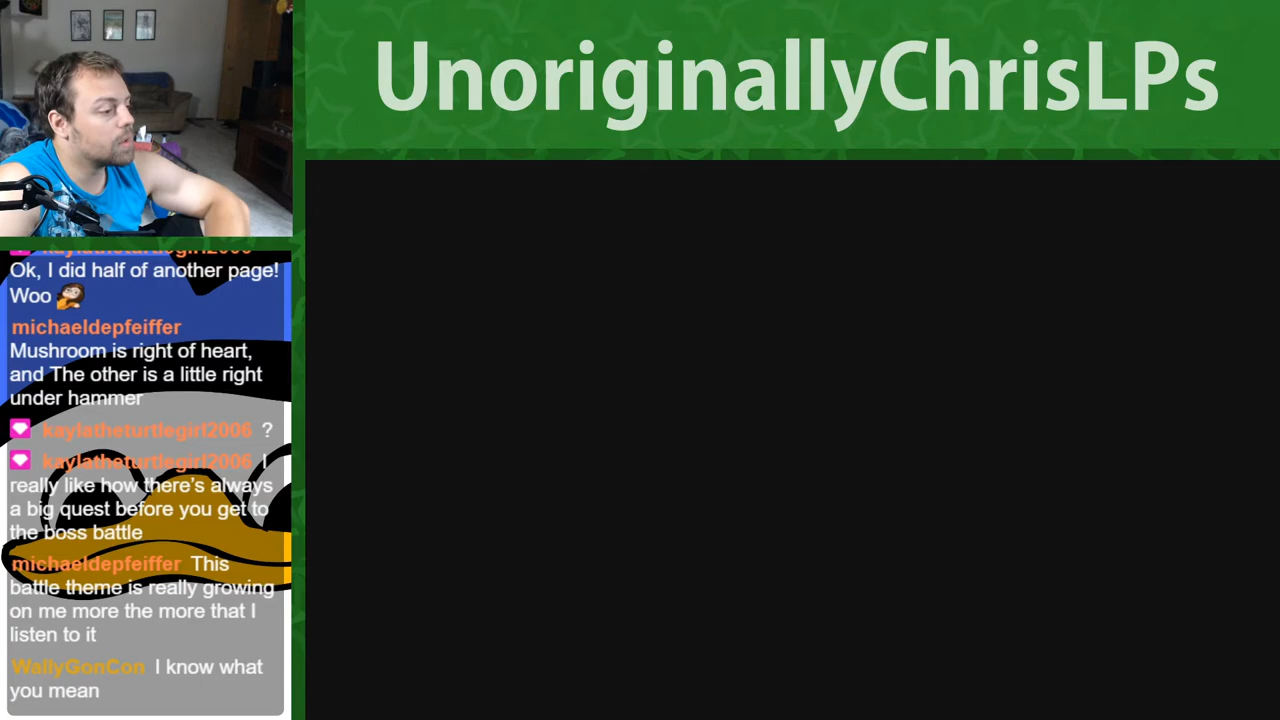 UnoriginallyChrisLPs
kaylatheturtlegirl2006
Ok, I did half of another page!
Woo
michaeldepfeiffer
Mushroom is right of heart,
and The other is a little right
under hammer
kaylatheturtlegirl2006 ?
kaylatheturtlegirl2006 I
really like how there's always
a big quest before you get to
the boss battle
michaeldepfeiffer This
battle theme is really growing
on me more the more that I
listen to it
WallyGonCon I know what
you mean